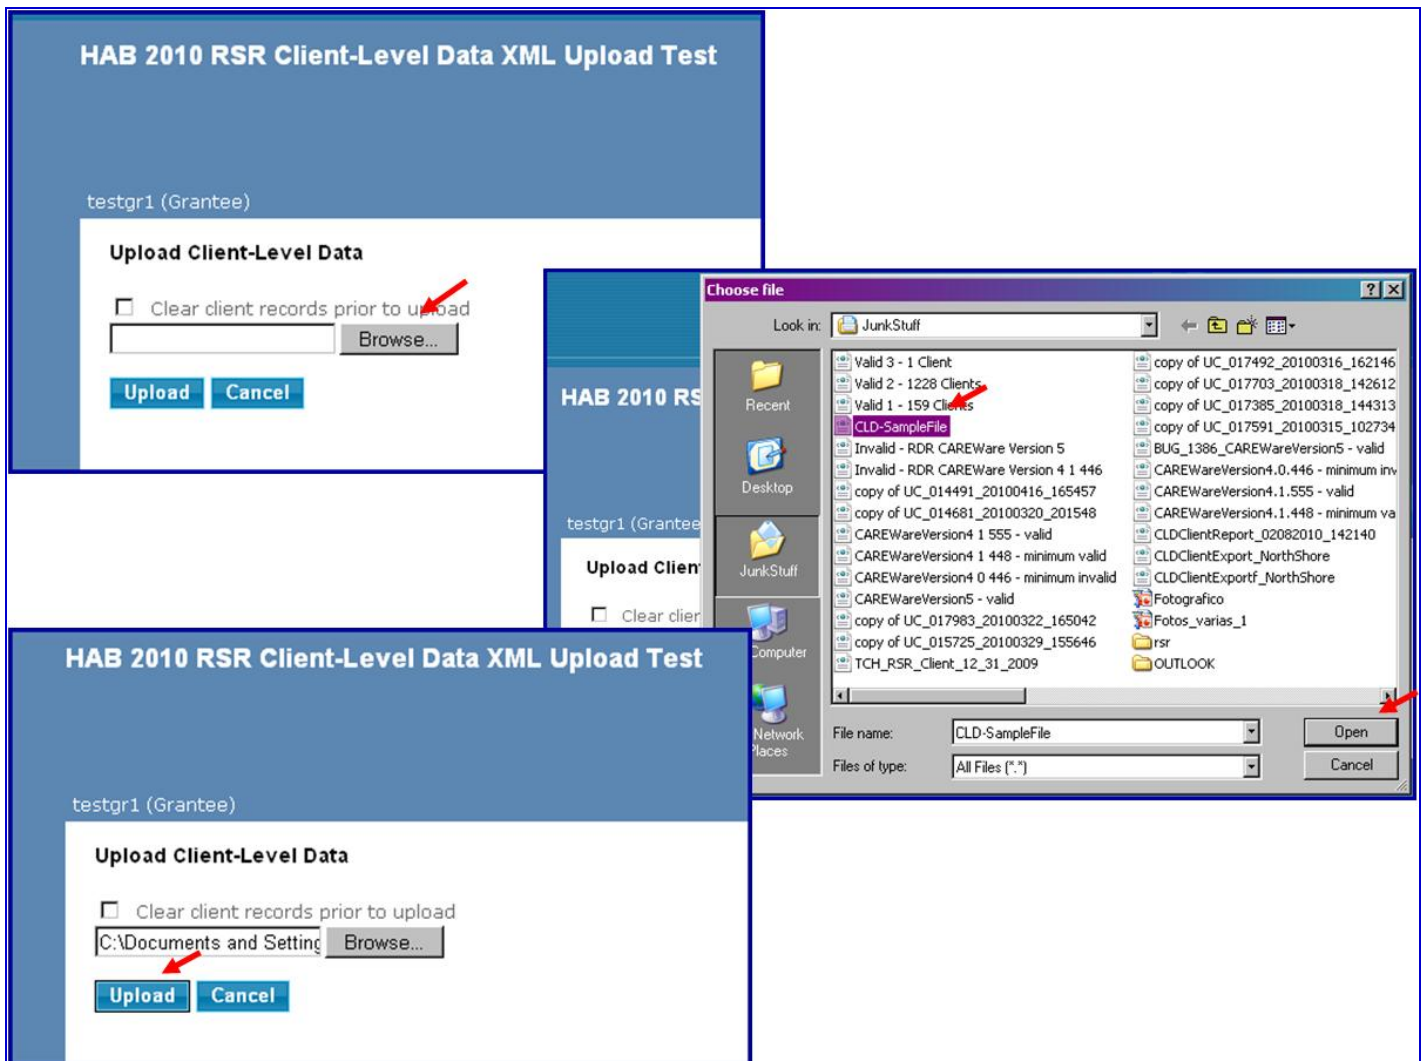 HAB 2010 RSR Client-Level Data XML Upload Test
testgr1 (Grantee)
Upload Client-Level Data
Clear client records prior to upload
Browse...
Upload Cancel
HAB 2010 RS
testgr1 (Grantee
Upload Clien
Clear clien
Choose file
Look in: JunkStuff
Recent
Desktop
JunkStuff
Computer
Network
Places
Valid 3 - 1 Client
Valid 2 - 1228 Clients
Valid 1 - 159 Clients
CLD-SampleFile
Invalid - RDR CAREWare Version 5
Invalid - RDR CAREWare Version 4 1 446
copy of UC_014491_20100416_165457
copy of UC_014681_20100320_201548
CAREWareVersion4 1 555 - valid
CAREWareVersion4 1 448 - minimum valid
CAREWareVersion4 0 446 - minimum invalid
CAREWareVersion5 - valid
copy of UC_017983_20100322_165042
copy of UC_015725_20100329_155646
TCH_RSR_Client_12_31_2009
copy of UC_017492_20100316_162146
copy of UC_017703_20100318_142612
copy of UC_017385_20100318_144313
copy of UC_017591_20100315_102734
BUG_1386_CAREWareVersion5 - valid
CAREWareVersion4.0.446 - minimum inv
CAREWareVersion4.1.555 - valid
CAREWareVersion4.1.448 - minimum va
CLDClientReport_02082010_142140
CLDClientExport_NorthShore
CLDClientExportf_NorthShore
Fotografico
Fotos_varias_1
rsr
OUTLOOK
File name: CLD-SampleFile Open
Files of type: All Files (*.*) Cancel
HAB 2010 RSR Client-Level Data XML Upload Test
testgr1 (Grantee)
Upload Client-Level Data
Clear client records prior to upload
C:\Documents and Setting Browse...
Upload Cancel